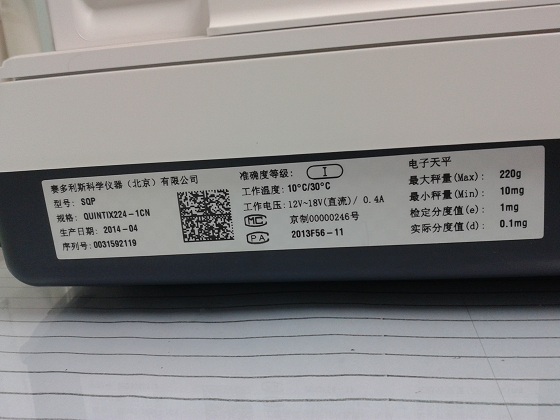 赛多利斯科学仪器（北京）有限公司
型号: SQP
规格: QUINTIX224-1CN
生产日期: 2014-04
序列号: 0031592119
准确度等级: I
工作温度: 10°C/30°C
工作电压: 12V~18V(直流)/ 0.4A
MC 京制00000246号
PA 2013F56-11
电子天平
最大秤量(Max): 220g
最小秤量(Min): 10mg
检定分度值(e): 1mg
实际分度值(d): 0.1mg